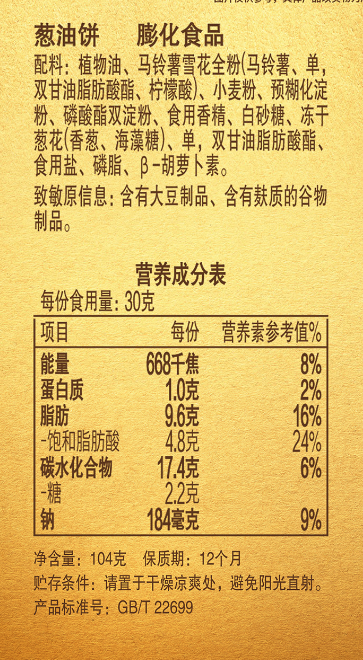 葱油饼 膨化食品
配料：植物油、马铃薯雪花全粉(马铃薯、单，
双甘油脂肪酸酯、柠檬酸)、小麦粉、预糊化淀
粉、磷酸酯双淀粉、食用香精、白砂糖、冻干
葱花(香葱、海藻糖)、单，双甘油脂肪酸酯、
食用盐、磷脂、β-胡萝卜素。
致敏原信息：含有大豆制品、含有麸质的谷物
制品。
营养成分表
每份食用量：30克
项目 每份 营养素参考值%
能量 668千焦 8%
蛋白质 1.0克 2%
脂肪 9.6克 16%
-饱和脂肪酸 4.8克 24%
碳水化合物 17.4克 6%
-糖 2.2克
钠 184毫克 9%
净含量：104克 保质期：12个月
贮存条件：请置于干燥凉爽处，避免阳光直射。
产品标准号：GB/T 22699